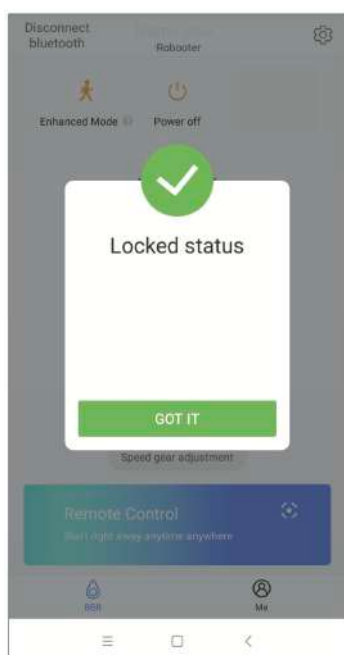 Disconnect
bluetooth
Robooter
Enhanced Mode
Power off
Locked status
GOT IT
Speed gear adjustment
Remote Control
Start right away anytime anywhere
Me